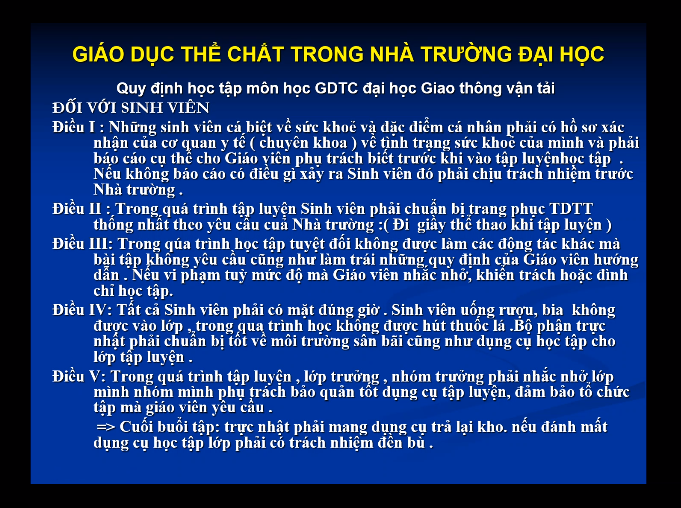 GIÁO DỤC THỂ CHẤT TRONG NHÀ TRƯỜNG ĐẠI HỌC
Quy định học tập môn học GDTC đại học Giao thông vận tải
ĐỐI VỚI SINH VIÊN
Điều I : Những sinh viên cá biệt về sức khoẻ và đặc điểm cá nhân phải có hồ sơ xác
nhận của cơ quan y tế ( chuyên khoa ) về tình trạng sức khoẻ của mình và phải
báo cáo cụ thể cho Giáo viên phụ trách biết trước khi vào tập luyệnhọc tập .
Nếu không báo cáo có điều gì xảy ra Sinh viên đó phải chịu trách nhiệm trước
Nhà trường .
Điều II : Trong quá trình tập luyện Sinh viên phải chuẩn bị trang phục TDTT
thống nhất theo yêu cầu cuả Nhà trường :( Đi giầy thể thao khi tập luyện )
Điều III: Trong qúa trình học tập tuyệt đối không được làm các động tác khác mà
bài tập không yêu cầu cũng như làm trái những quy định của Giáo viên hướng
dẫn . Nếu vi phạm tuỳ mức độ mà Giáo viên nhắc nhở, khiển trách hoặc đình
chỉ học tập.
Điều IV: Tất cả Sinh viên phải có mặt đúng giờ . Sinh viên uống rượu, bia không
được vào lớp , trong qua trình học không được hút thuốc lá .Bộ phận trực
nhật phải chuẩn bị tốt về môi trường sân bãi cũng như dụng cụ học tập cho
lớp tập luyện .
Điều V: Trong quá trình tập luyện , lớp trưởng , nhóm trưởng phải nhắc nhở lớp
mình nhóm mình phụ trách bảo quản tốt dụng cụ tập luyện, đảm bảo tổ chức
tập mà giáo viên yêu cầu .
=> Cuối buổi tập: trực nhật phải mang dụng cụ trả lại kho. nếu đánh mất
dụng cụ học tập lớp phải có trách nhiệm đền bù .